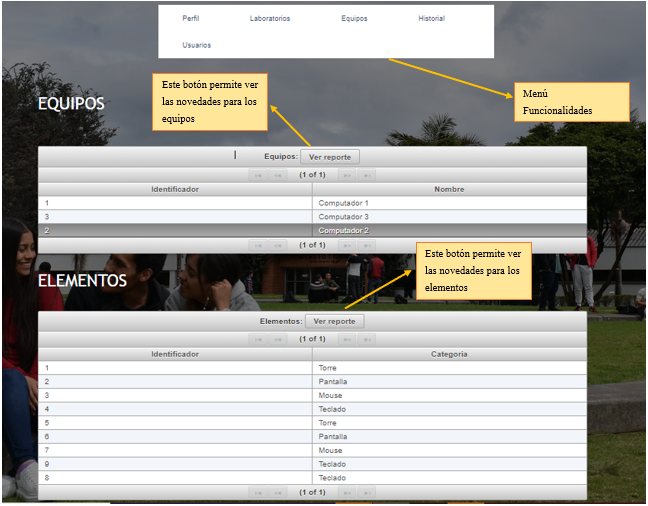 Perfil Laboratorios Equipos Historial
Usuarios
Este botón permite ver
las novedades para los
equipos
Menú
Funcionalidades
EQUIPOS
Equipos: Ver reporte
(1 of 1)
Identificador Nombre
1 Computador 1
3 Computador 3
2 Computador 2
(1 of 1)
Este botón permite ver
las novedades para los
elementos
ELEMENTOS
Elementos: Ver reporte
(1 of 1)
Identificador Categoria
1 Torre
2 Pantalla
3 Mouse
4 Teclado
5 Torre
6 Pantalla
7 Mouse
9 Teclado
8 Teclado
(1 of 1)